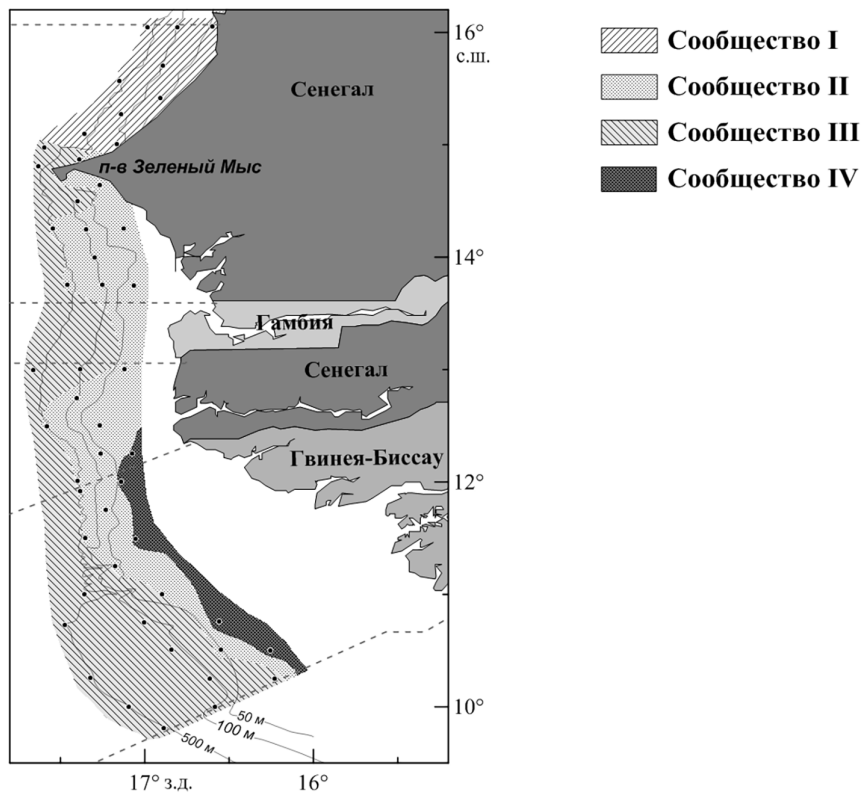 16°
с.ш.
Сообщество I
Сенегал
Сообщество II
Сообщество III
п-в Зеленый Мыс
Сообщество IV
14°
Гамбия
Сенегал
Гвинея-Биссау
12°
10°
50 м
100 м
500 м
17° з.д.
16°